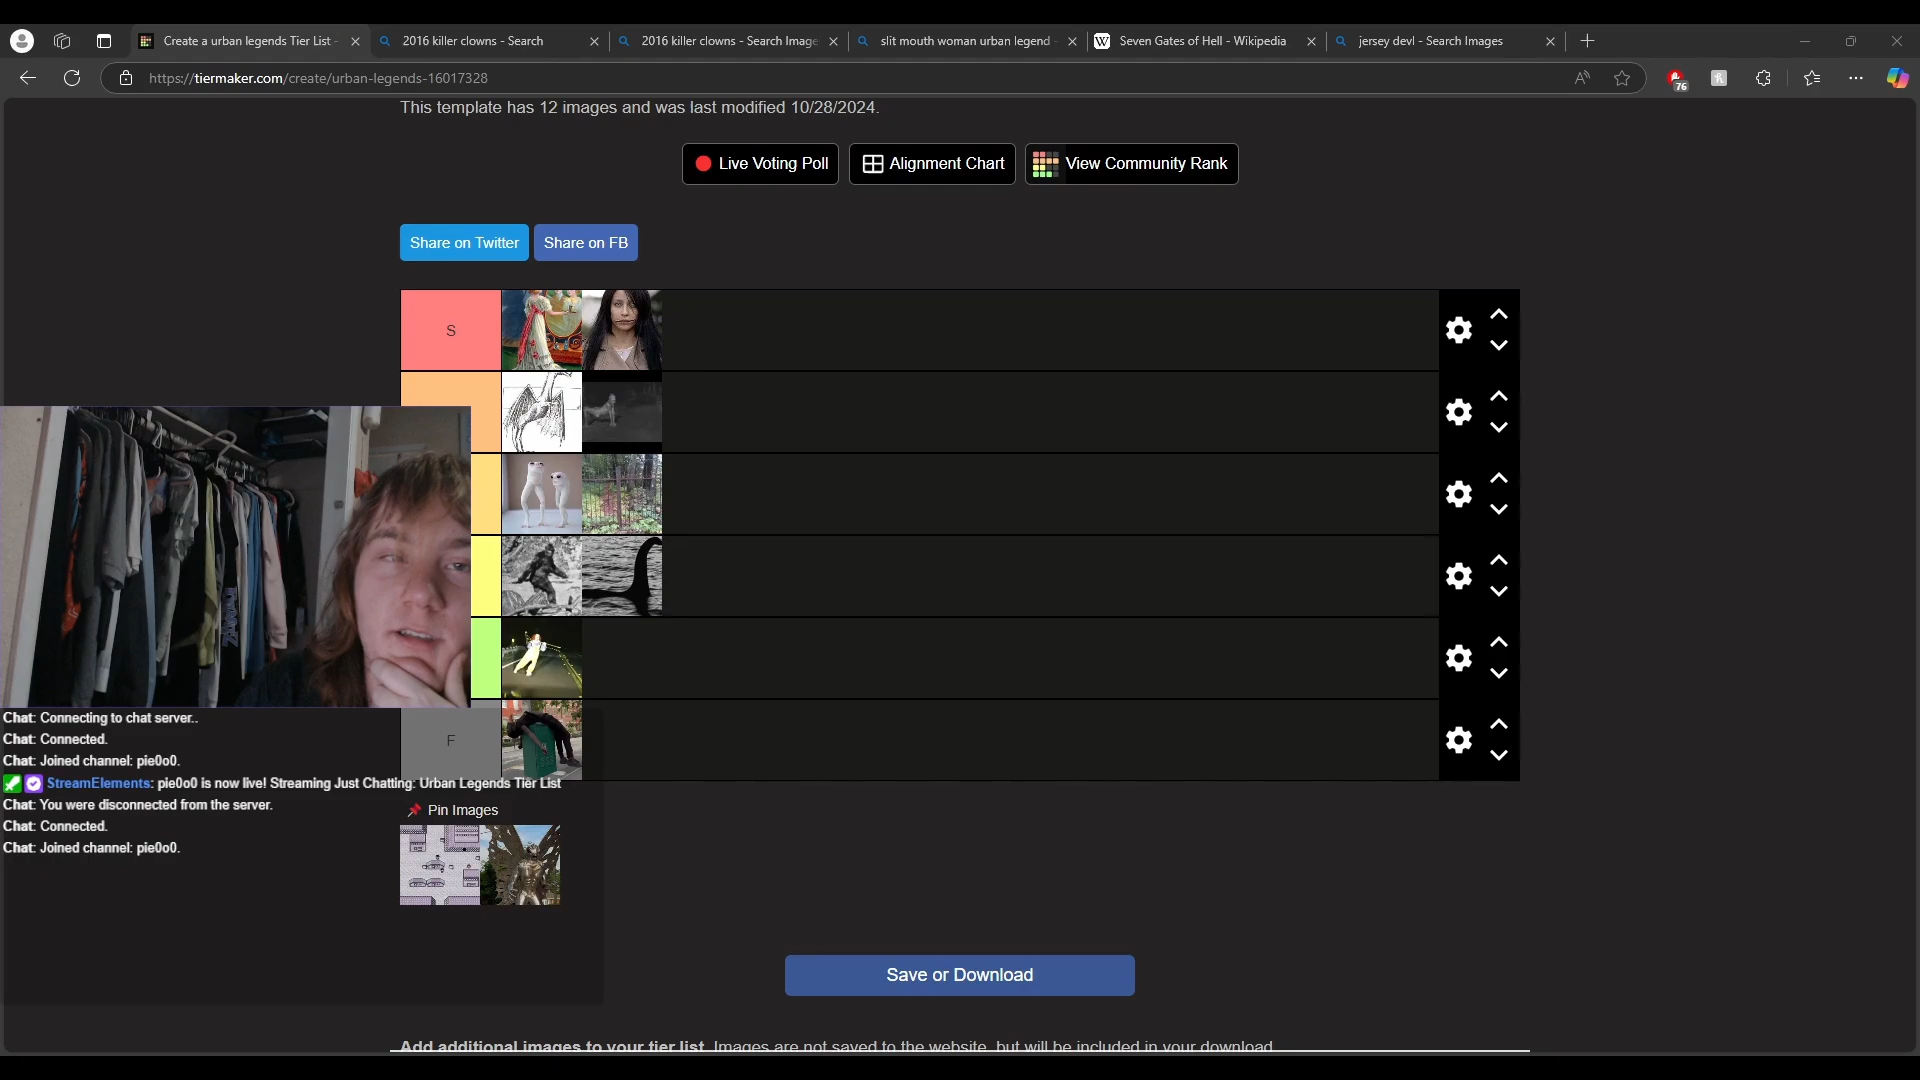 Create a urban legends Tier List -
2016 killer clowns - Search
2016 killer clowns - Search Image
slit mouth woman urban legend -
W Seven Gates of Hell - Wikipedia
jersey devl - Search Images
https://tiermaker.com/create/urban-legends-16017328
76
This template has 12 images and was last modified 10/28/2024.
Live Voting Poll
Alignment Chart
View Community Rank
Share on Twitter
Share on FB
S
F
Chat: Connecting to chat server..
Chat: Connected.
Chat: Joined channel: pie0o0.
StreamElements: pie0o0 is now live! Streaming Just Chatting: Urban Legends Tier List
Chat: You were disconnected from the server.
Chat: Connected.
Chat: Joined channel: pie0o0.
Pin Images
Save or Download
Add additional images to your tier list. Images are not saved to the website, but will be included in your download.